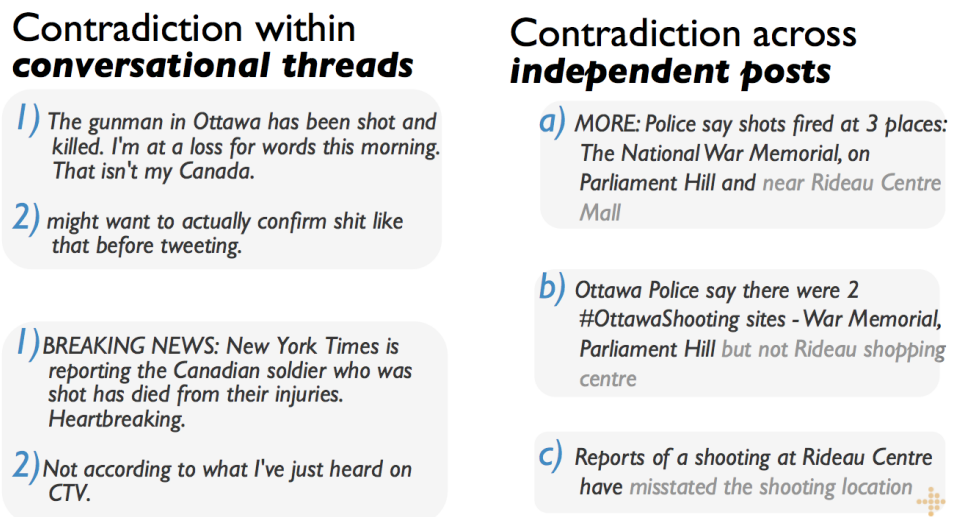 Contradiction within
conversational threads
1) The gunman in Ottawa has been shot and
killed. I'm at a loss for words this morning.
That isn't my Canada.
2) might want to actually confirm shit like
that before tweeting.
1) BREAKING NEWS: New York Times is
reporting the Canadian soldier who was
shot has died from their injuries.
Heartbreaking.
2) Not according to what I've just heard on
CTV.
Contradiction across
independent posts
a) MORE: Police say shots fired at 3 places:
The National War Memorial, on
Parliament Hill and near Rideau Centre
Mall
b) Ottawa Police say there were 2
#OttawaShooting sites - War Memorial,
Parliament Hill but not Rideau shopping
centre
c) Reports of a shooting at Rideau Centre
have misstated the shooting location